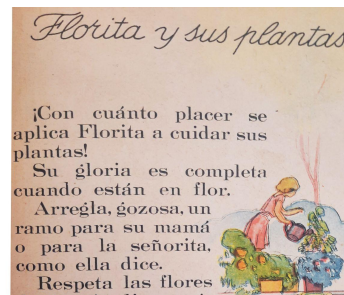 Florita y sus plantas
¡Con cuánto placer se
aplica Florita a cuidar sus
plantas!
Su gloria es completa
cuando están en flor.
Arregla, gozosa, un
ramo para su mamá
o para la señorita,
como ella dice.
Respeta las flores